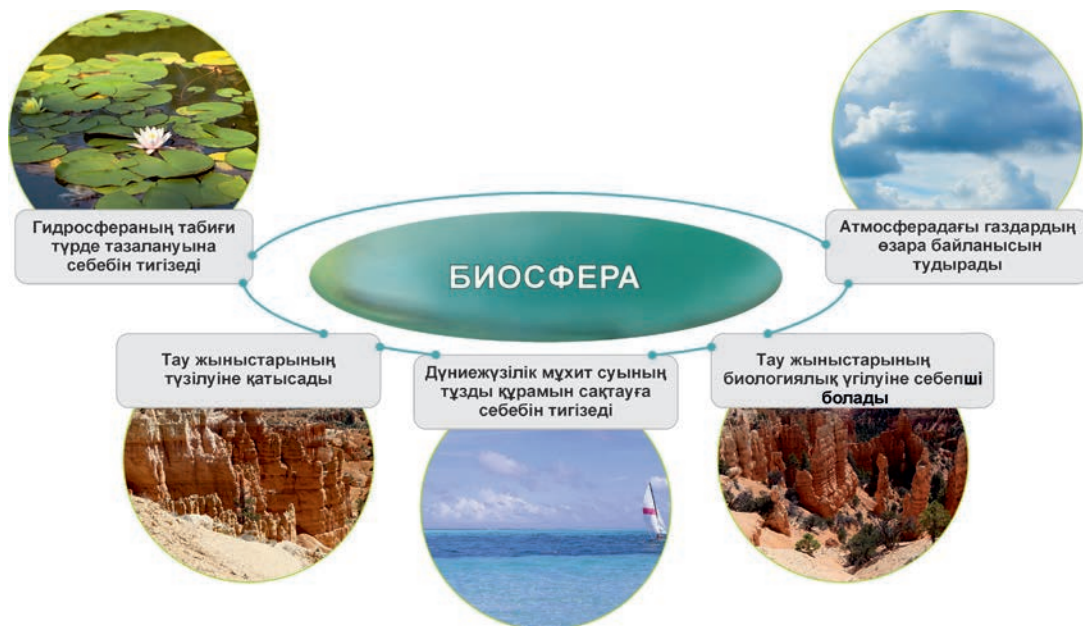 Гидросфераның табиғи
түрде тазалануына
себебін тигізеді
Атмосферадағы газдардың
өзара байланысын
тудырады
БИОСФЕРА
Тау жыныстарының
түзілуіне қатысады
Дүниежүзілік мұхит суының
тұзды құрамын сақтауға
себебін тигізеді
Тау жыныстарының
биологиялық үгілуіне себепші
болады